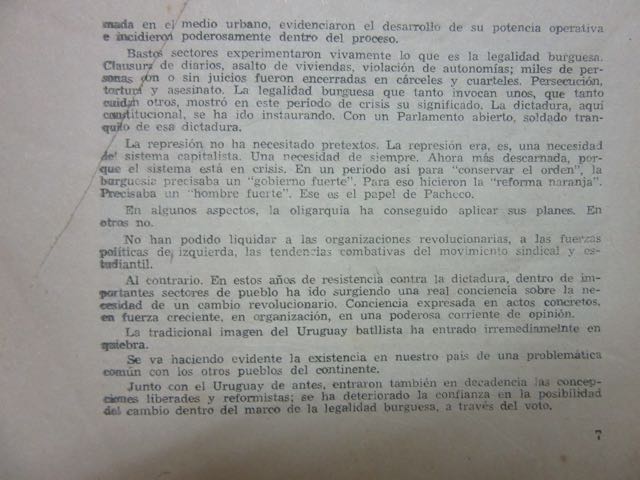 mada en el medio urbano, evidenciaron el desarrollo de su potencia operativa
e incidieron poderosamente dentro del proceso.
Bastos sectores experimentaron vivamente lo que es la legalidad burguesa.
Clausura de diarios, asalto de viviendas, violación de autonomías; miles de per-
sonas con o sin juicios fueron encerradas en cárceles y cuarteles. Persecución,
tortura y asesinato. La legalidad burguesa que tanto invocan unos, que tanto
cuidan otros, mostró en este período de crisis su significado. La dictadura, aquí
constitucional, se ha ido instaurando. Con un Parlamento abierto, soldado tran-
quilo de esa dictadura.
La represión no ha necesitado pretextos. La represión era, es, una necesidad
del sistema capitalista. Una necesidad de siempre. Ahora más descarnada, por-
que el sistema está en crisis. En un período así para "conservar el orden", la
burguesía precisaba un "gobierno fuerte". Para eso hicieron la "reforma naranja".
Precisaba un "hombre fuerte". Ese es el papel de Pacheco.
En algunos aspectos, la oligarquía ha conseguido aplicar sus planes. En
otros no.
No han podido liquidar a las organizaciones revolucionarias, a las fuerzas
políticas de izquierda, las tendencias combativas del movimiento sindical y es-
tudiantil.
Al contrario. En estos años de resistencia contra la dictadura, dentro de im-
portantes sectores de pueblo ha ido surgiendo una real conciencia sobre la ne-
cesidad de un cambio revolucionario. Conciencia expresada en actos concretos,
en fuerza creciente, en organización, en una poderosa corriente de opinión.
La tradicional imagen del Uruguay batllista ha entrado irremediamelnte en
quiebra.
Se va haciendo evidente la existencia en nuestro país de una problemática
común con los otros pueblos del continente.
Junto con el Uruguay de antes, entraron también en decadencia las concep-
ciones liberades y reformistas; se ha deteriorado la confianza en la posibilidad
del cambio dentro del marco de la legalidad burguesa, a través del voto.
7